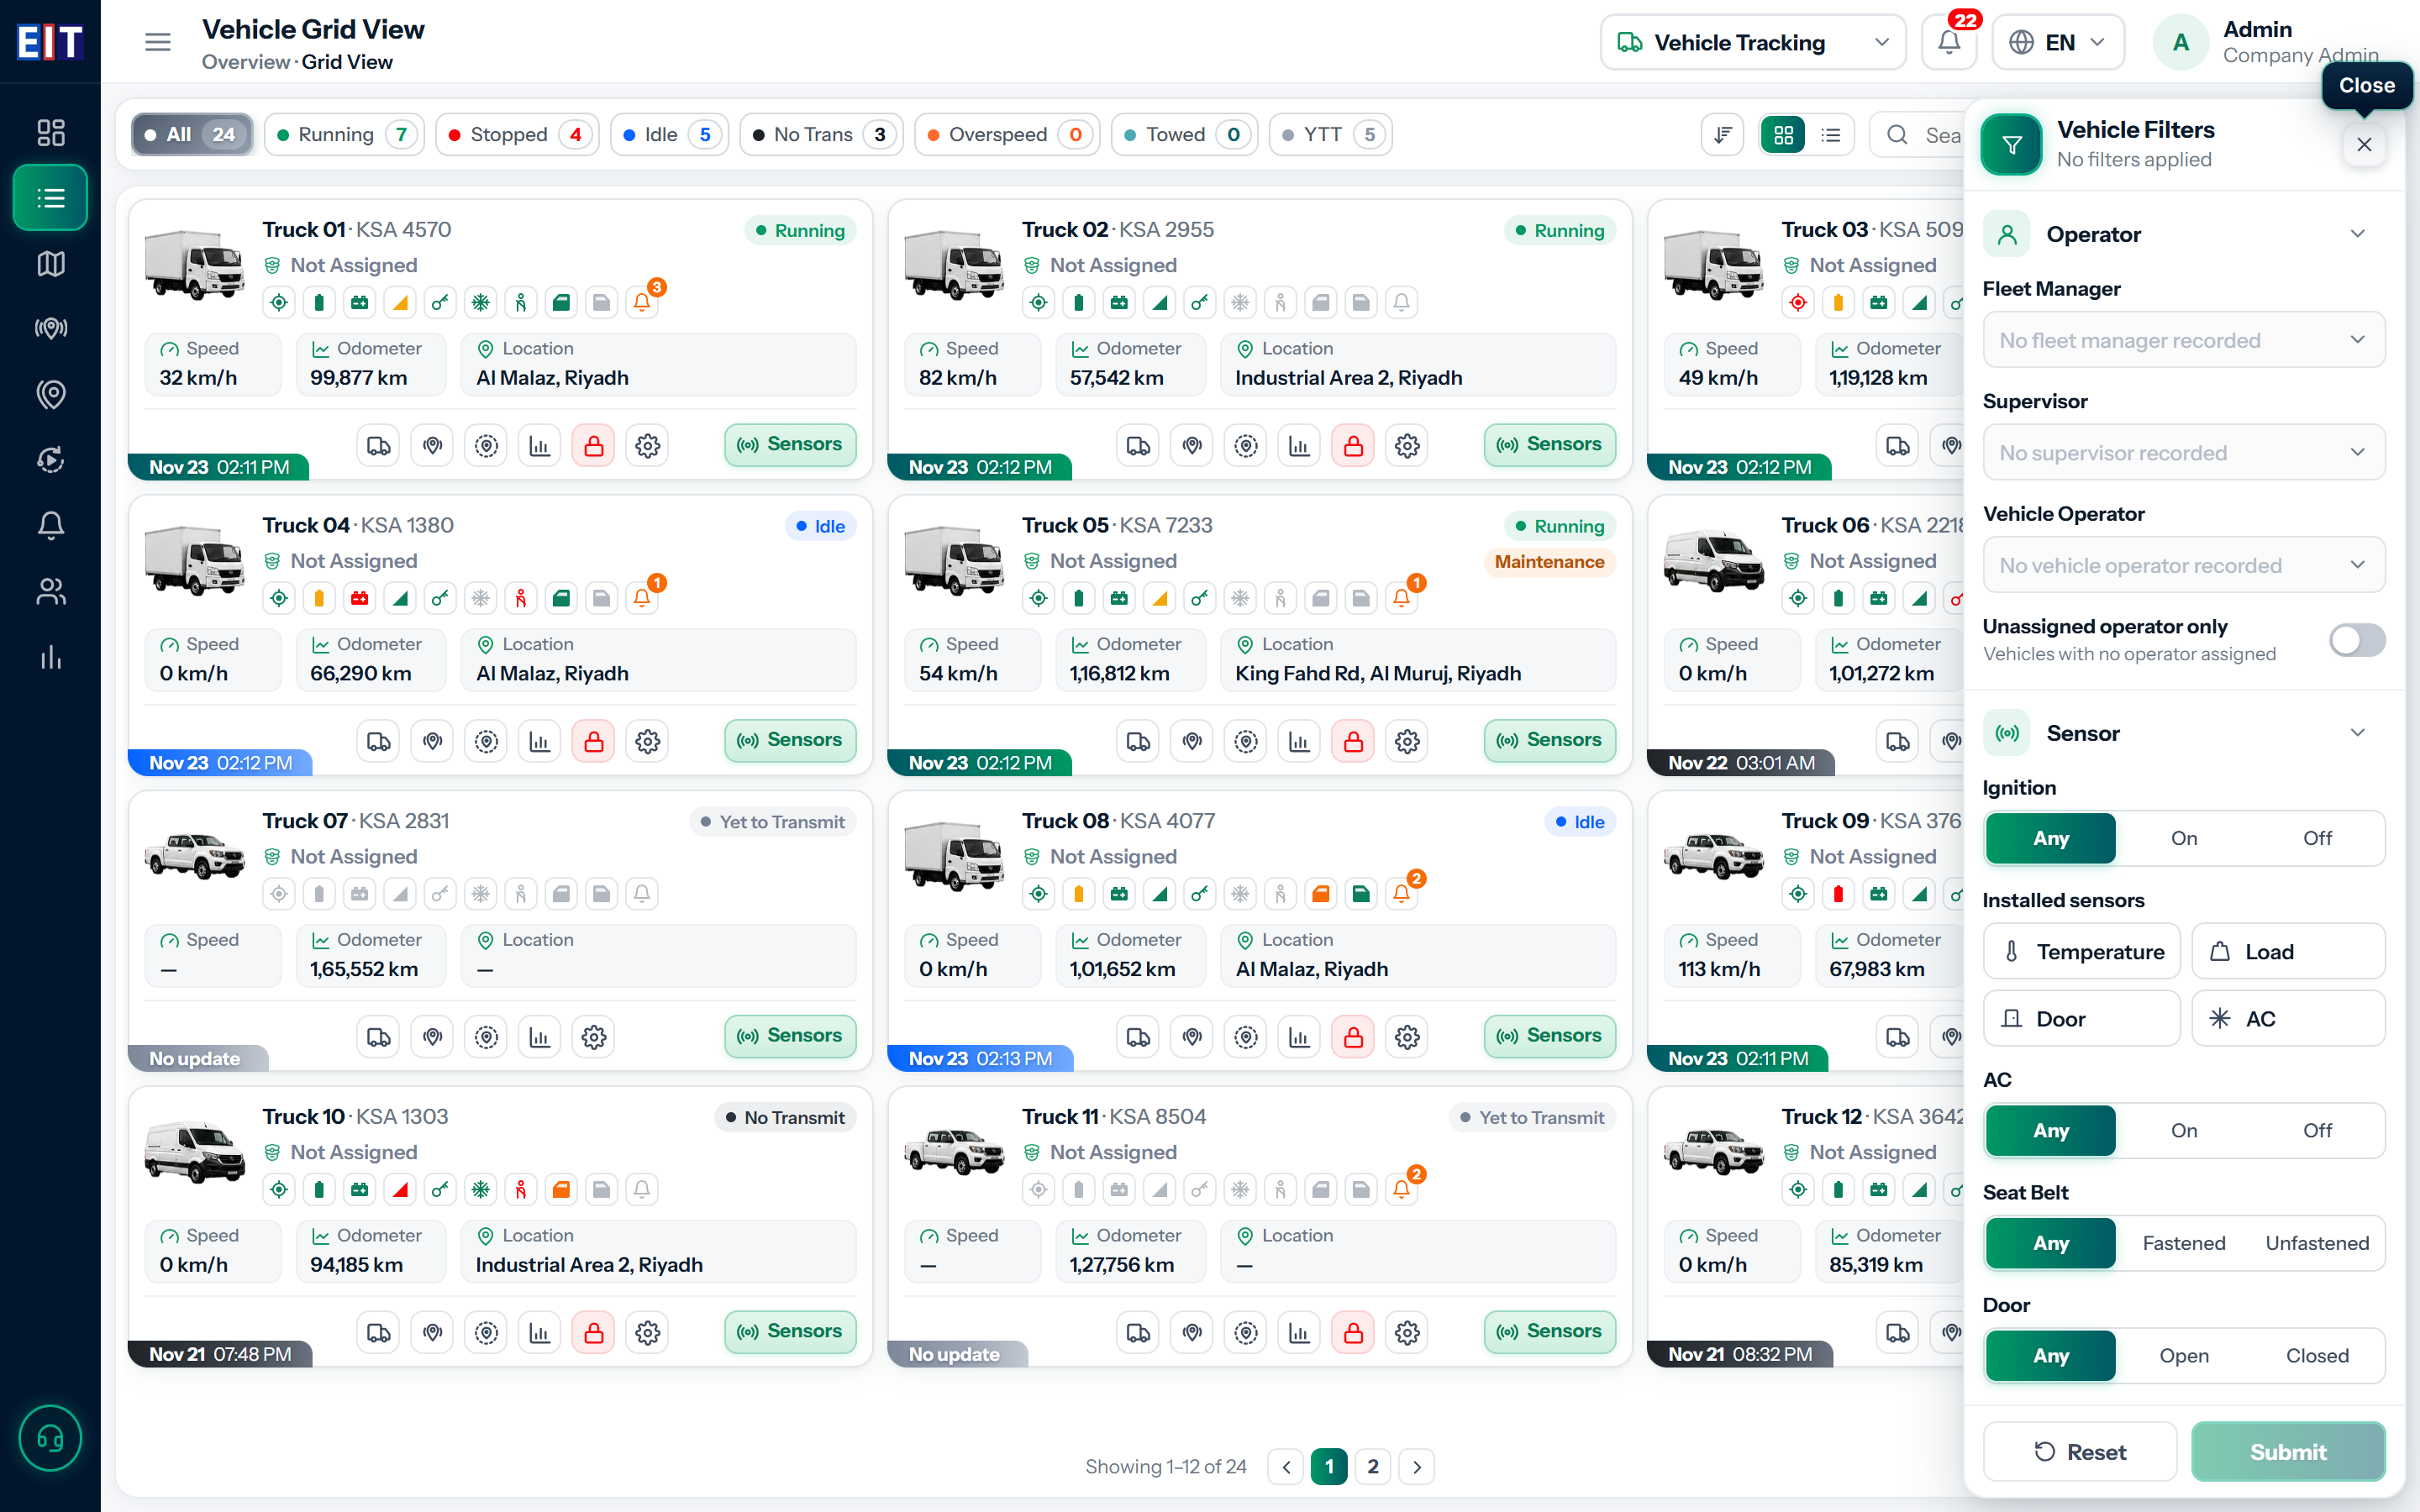 EIT
Vehicle Grid View
Overview · Grid View
Vehicle Tracking
22
EN
A
Admin
Company Admin
Close
All 24
Running 7
Stopped 4
Idle 5
No Trans 3
Overspeed 0
Towed 0
YTT 5
Sea
Truck 01 · KSA 4570
Running
Not Assigned
3
Speed
32 km/h
Odometer
99,877 km
Location
Al Malaz, Riyadh
Nov 23 02:11 PM
Sensors
Truck 02 · KSA 2955
Running
Not Assigned
Speed
82 km/h
Odometer
57,542 km
Location
Industrial Area 2, Riyadh
Nov 23 02:12 PM
Sensors
Truck 03 · KSA 509
Not Assigned
Speed
49 km/h
Odometer
1,19,128 km
Nov 23 02:12 PM
Truck 04 · KSA 1380
Idle
Not Assigned
1
Speed
0 km/h
Odometer
66,290 km
Location
Al Malaz, Riyadh
Nov 23 02:12 PM
Sensors
Truck 05 · KSA 7233
Running
Not Assigned
Maintenance
1
Speed
54 km/h
Odometer
1,16,812 km
Location
King Fahd Rd, Al Muruj, Riyadh
Nov 23 02:12 PM
Sensors
Truck 06 · KSA 2218
Not Assigned
Speed
0 km/h
Odometer
1,01,272 km
Nov 22 03:01 AM
Truck 07 · KSA 2831
Yet to Transmit
Not Assigned
Speed
—
Odometer
1,65,552 km
Location
—
No update
Sensors
Truck 08 · KSA 4077
Idle
Not Assigned
2
Speed
0 km/h
Odometer
1,01,652 km
Location
Al Malaz, Riyadh
Nov 23 02:13 PM
Sensors
Truck 09 · KSA 376
Not Assigned
Speed
113 km/h
Odometer
67,983 km
Nov 23 02:11 PM
Truck 10 · KSA 1303
No Transmit
Not Assigned
Speed
0 km/h
Odometer
94,185 km
Location
Industrial Area 2, Riyadh
Nov 21 07:48 PM
Sensors
Truck 11 · KSA 8504
Yet to Transmit
Not Assigned
2
Speed
—
Odometer
1,27,756 km
Location
—
No update
Sensors
Truck 12 · KSA 3642
Not Assigned
Speed
0 km/h
Odometer
85,319 km
Nov 21 08:32 PM
Showing 1–12 of 24
1
2
Vehicle Filters
No filters applied
Operator
Fleet Manager
No fleet manager recorded
Supervisor
No supervisor recorded
Vehicle Operator
No vehicle operator recorded
Unassigned operator only
Vehicles with no operator assigned
Sensor
Ignition
Any On Off
Installed sensors
Temperature Load
Door AC
AC
Any On Off
Seat Belt
Any Fastened Unfastened
Door
Any Open Closed
Reset Submit